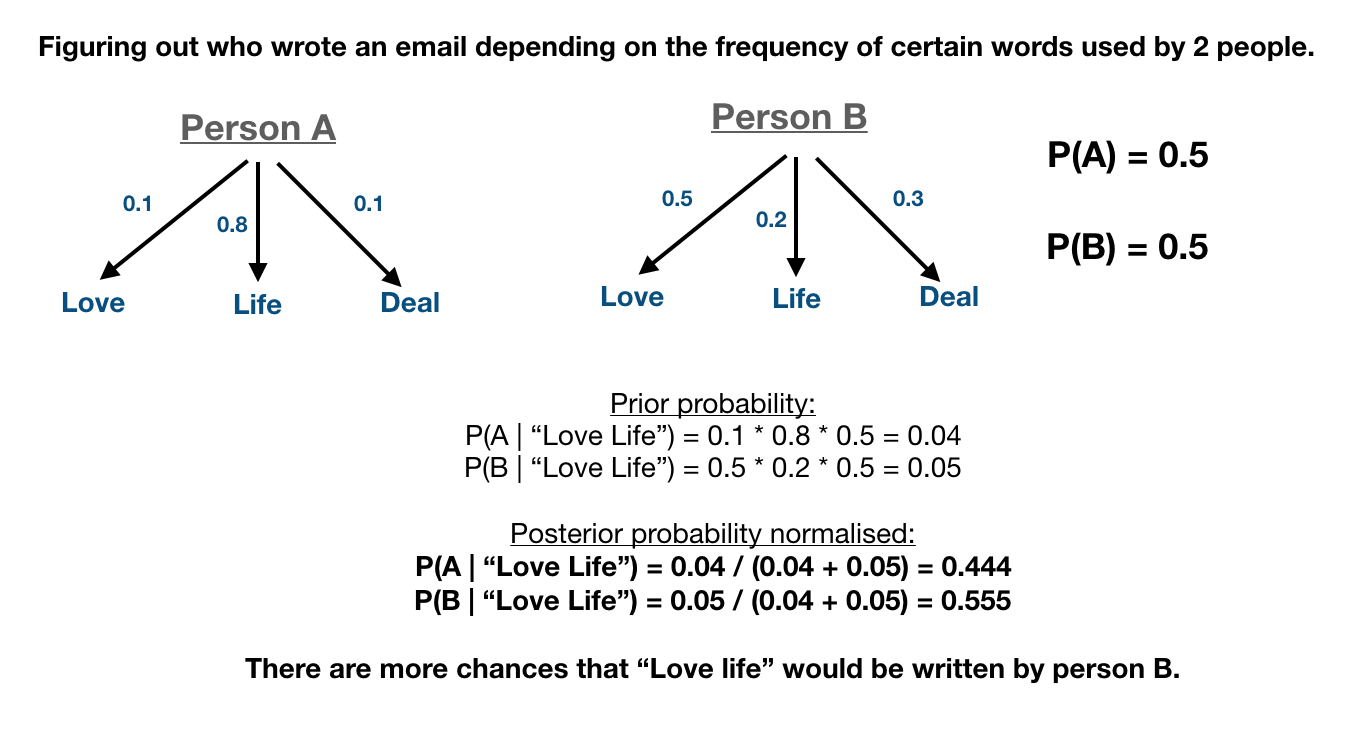 Figuring out who wrote an email depending on the frequency of certain words used by 2 people.
Person A
0.1
0.8
0.1
Love
Life
Deal
Person B
0.5
0.2
0.3
Love
Life
Deal
P(A) = 0.5
P(B) = 0.5
Prior probability:
P(A | “Love Life”) = 0.1 * 0.8 * 0.5 = 0.04
P(B | “Love Life”) = 0.5 * 0.2 * 0.5 = 0.05
Posterior probability normalised:
P(A | “Love Life”) = 0.04 / (0.04 + 0.05) = 0.444
P(B | “Love Life”) = 0.05 / (0.04 + 0.05) = 0.555
There are more chances that “Love life” would be written by person B.